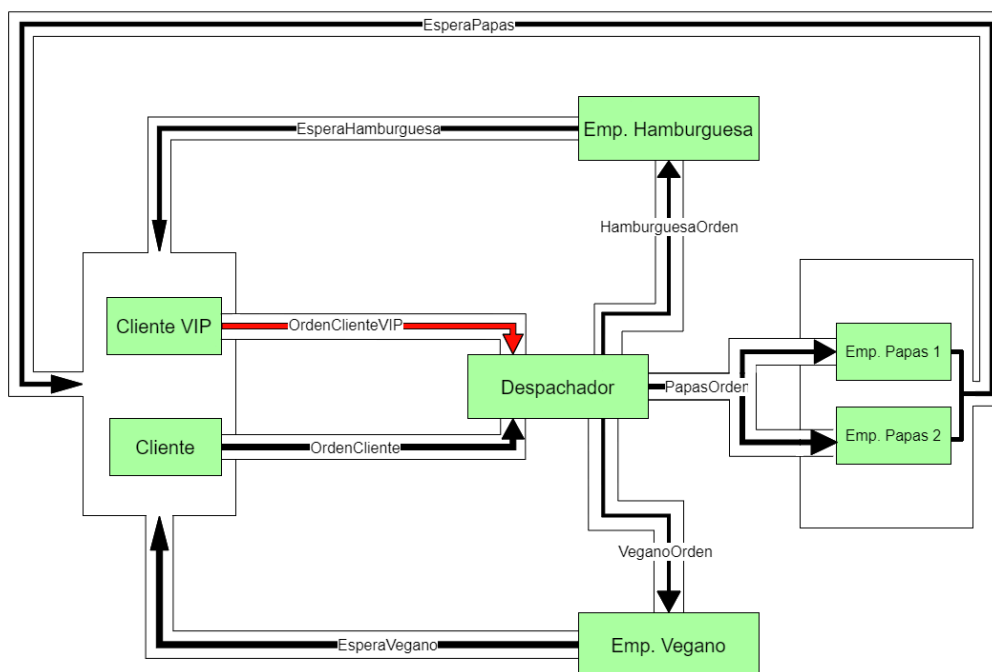 EsperaPapas
EsperaHamburguesa
Emp. Hamburguesa
HamburguesaOrden
Cliente VIP
OrdenClienteVIP
Emp. Papas 1
Despachador
PapasOrden
Cliente
OrdenCliente
Emp. Papas 2
VeganoOrden
EsperaVegano
Emp. Vegano